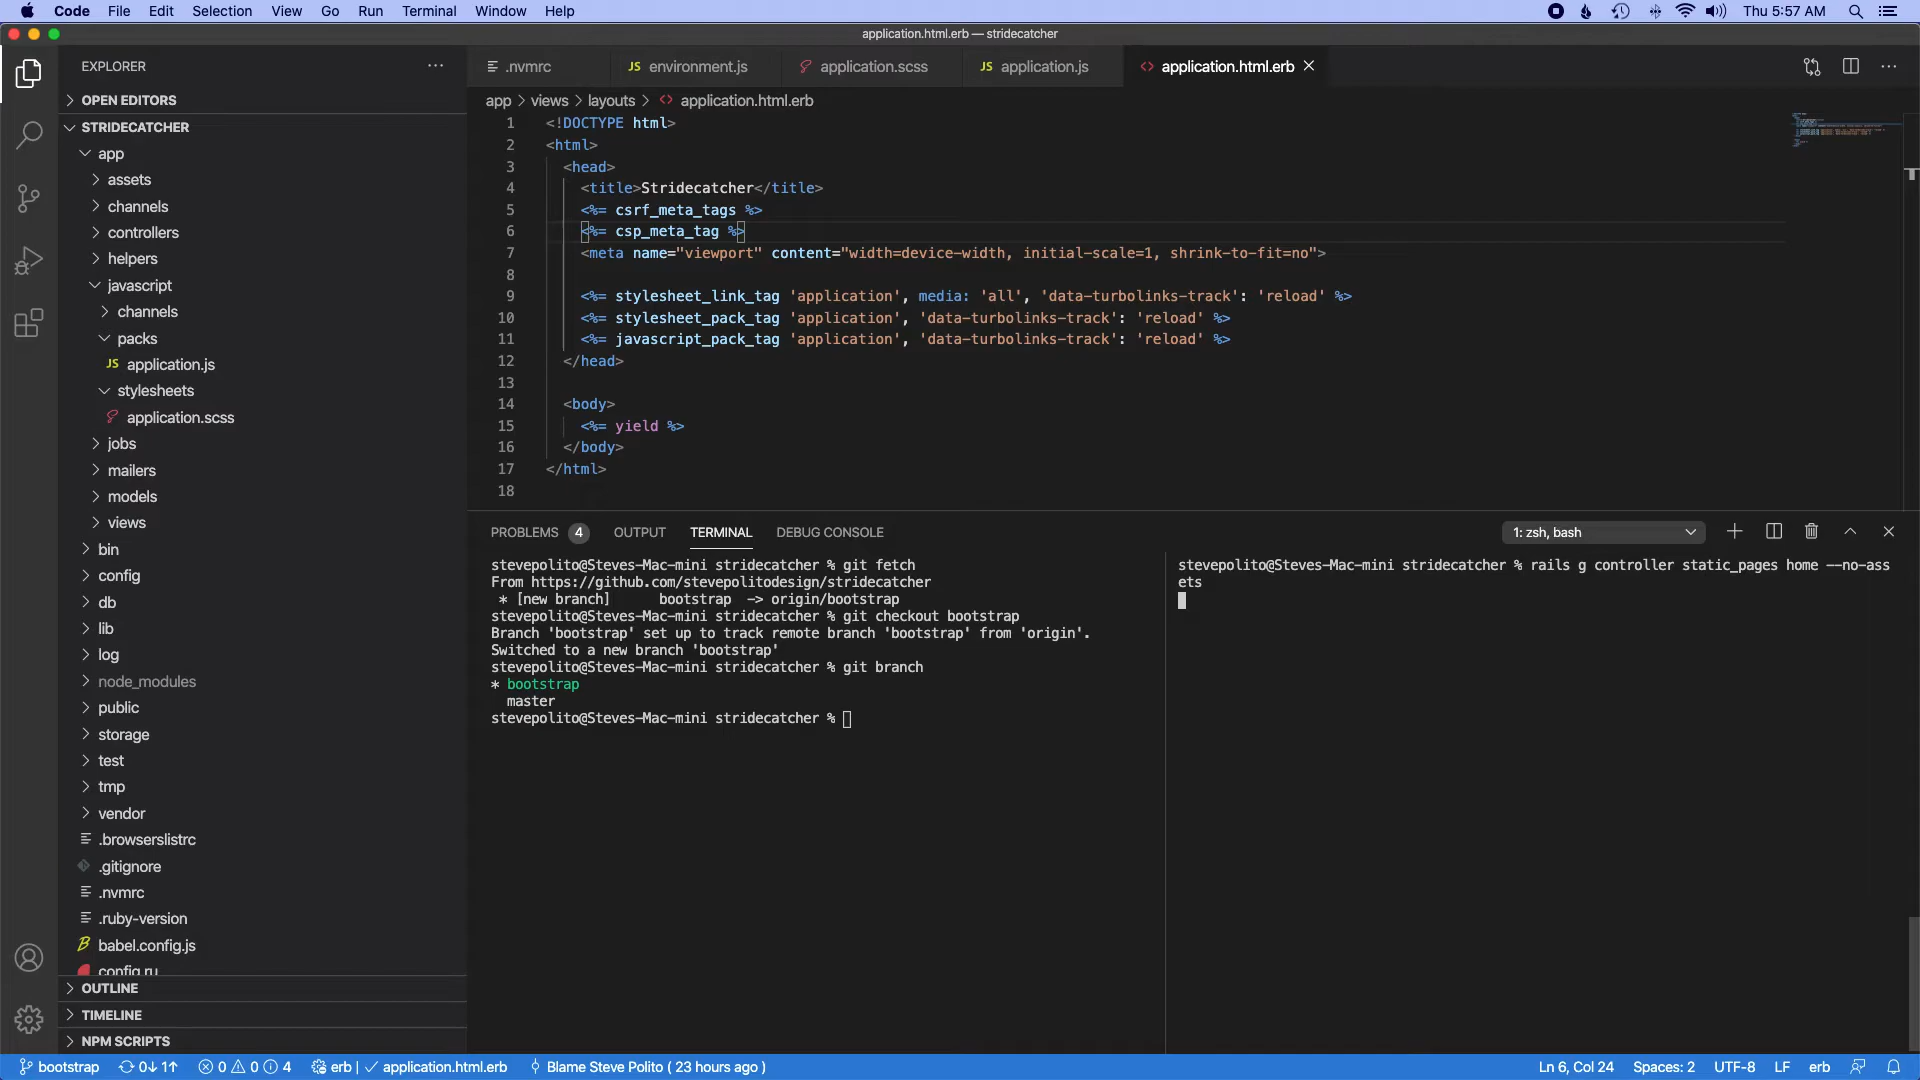 Code File Edit Selection View Go Run Terminal Window Help Thu 5:57 AM
application.html.erb — stridecatcher
EXPLORER
.nvmrc
JS environment.js
application.scss
JS application.js
application.html.erb
OPEN EDITORS
STRIDECATCHER
app
assets
channels
controllers
helpers
javascript
channels
packs
JS application.js
stylesheets
application.scss
jobs
mailers
models
views
bin
config
db
lib
log
node_modules
public
storage
test
tmp
vendor
.browserslistrc
.gitignore
.nvmrc
.ruby-version
babel.config.js
config.ru
OUTLINE
TIMELINE
NPM SCRIPTS
app > views > layouts > <> application.html.erb
1 <!DOCTYPE html>
2 <html>
3 <head>
4 <title>Stridecatcher</title>
5 <%= csrf_meta_tags %>
6 <%= csp_meta_tag %>
7 <meta name="viewport" content="width=device-width, initial-scale=1, shrink-to-fit=no">
8
9 <%= stylesheet_link_tag 'application', media: 'all', 'data-turbolinks-track': 'reload' %>
10 <%= stylesheet_pack_tag 'application', 'data-turbolinks-track': 'reload' %>
11 <%= javascript_pack_tag 'application', 'data-turbolinks-track': 'reload' %>
12 </head>
13
14 <body>
15 <%= yield %>
16 </body>
17 </html>
18
PROBLEMS 4 OUTPUT TERMINAL DEBUG CONSOLE 1: zsh, bash
stevepolito@Steves-Mac-mini stridecatcher % git fetch
From https://github.com/stevepolitodesign/stridecatcher
* [new branch] bootstrap -> origin/bootstrap
stevepolito@Steves-Mac-mini stridecatcher % git checkout bootstrap
Branch 'bootstrap' set up to track remote branch 'bootstrap' from 'origin'.
Switched to a new branch 'bootstrap'
stevepolito@Steves-Mac-mini stridecatcher % git branch
* bootstrap
master
stevepolito@Steves-Mac-mini stridecatcher %
stevepolito@Steves-Mac-mini stridecatcher % rails g controller static_pages home --no-ass
ets
bootstrap 0↓ 1↑ 0 0 4 erb | ✓ application.html.erb Blame Steve Polito ( 23 hours ago ) Ln 6, Col 24 Spaces: 2 UTF-8 LF erb